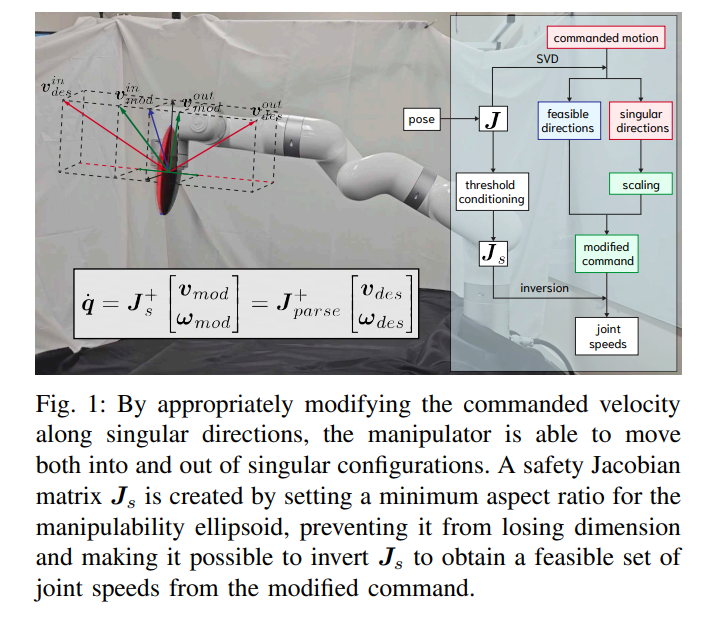 v_des^in
v_mod^in
v_mod^out
v_des^out
commanded motion
SVD
pose
J
feasible
directions
singular
directions
threshold
conditioning
scaling
J_s
modified
command
inversion
joint
speeds
q̇ = J_s^+ [v_mod ω_mod] = J_parse^+ [v_des ω_des]
Fig. 1: By appropriately modifying the commanded velocity
along singular directions, the manipulator is able to move
both into and out of singular configurations. A safety Jacobian
matrix J_s is created by setting a minimum aspect ratio for the
manipulability ellipsoid, preventing it from losing dimension
and making it possible to invert J_s to obtain a feasible set of
joint speeds from the modified command.